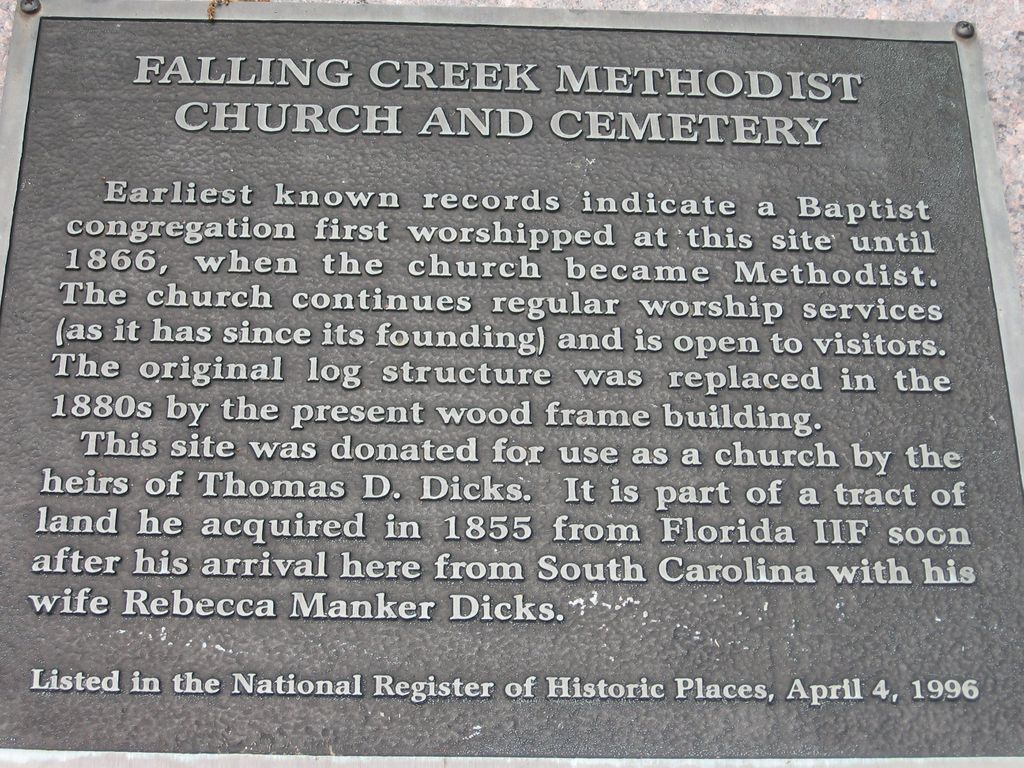 FALLING CREEK METHODIST
CHURCH AND CEMETERY
Earliest known records indicate a Baptist
congregation first worshipped at this site until
1866, when the church became Methodist.
The church continues regular worship services
(as it has since its founding) and is open to visitors.
The original log structure was replaced in the
1880s by the present wood frame building.
This site was donated for use as a church by the
heirs of Thomas D. Dicks. It is part of a tract of
land he acquired in 1855 from Florida IIF soon
after his arrival here from South Carolina with his
wife Rebecca Manker Dicks.
Listed in the National Register of Historic Places, April 4, 1996